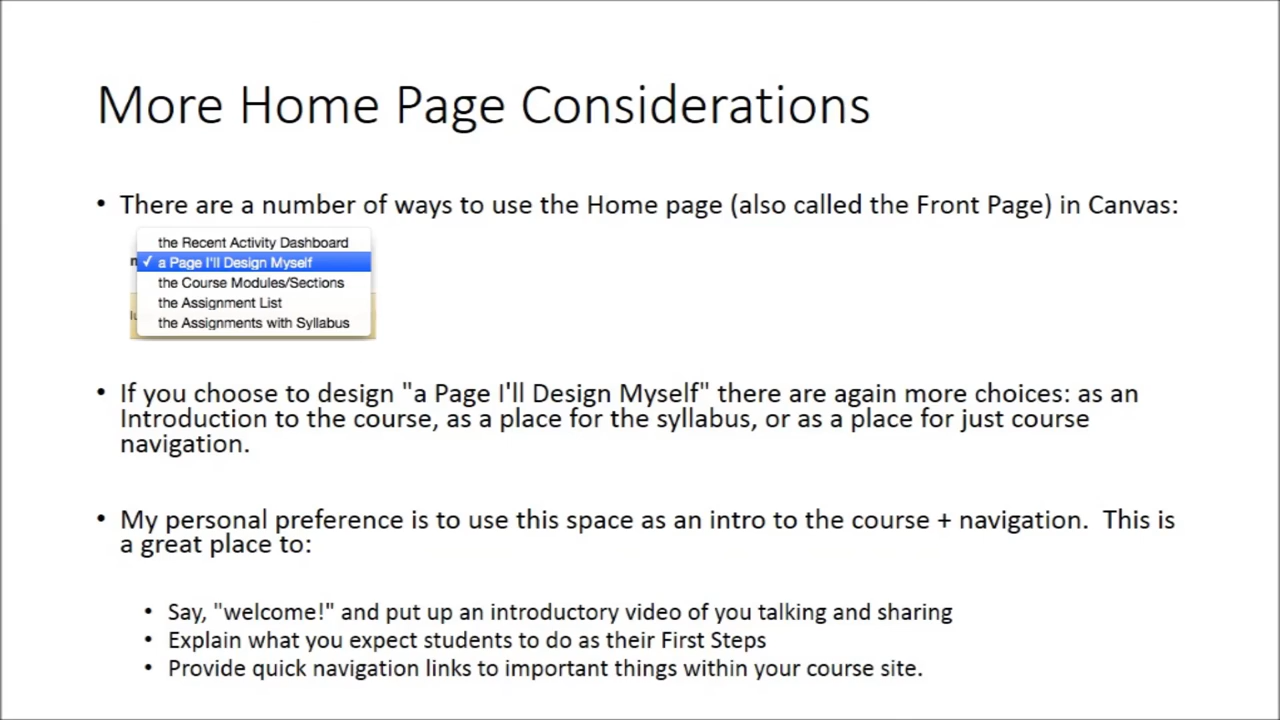 More Home Page Considerations
• There are a number of ways to use the Home page (also called the Front Page) in Canvas:
the Recent Activity Dashboard
✓ a Page I'll Design Myself
the Course Modules/Sections
the Assignment List
the Assignments with Syllabus
• If you choose to design "a Page I'll Design Myself" there are again more choices: as an
Introduction to the course, as a place for the syllabus, or as a place for just course
navigation.
• My personal preference is to use this space as an intro to the course + navigation.  This is
a great place to:
• Say, "welcome!" and put up an introductory video of you talking and sharing
• Explain what you expect students to do as their First Steps
• Provide quick navigation links to important things within your course site.